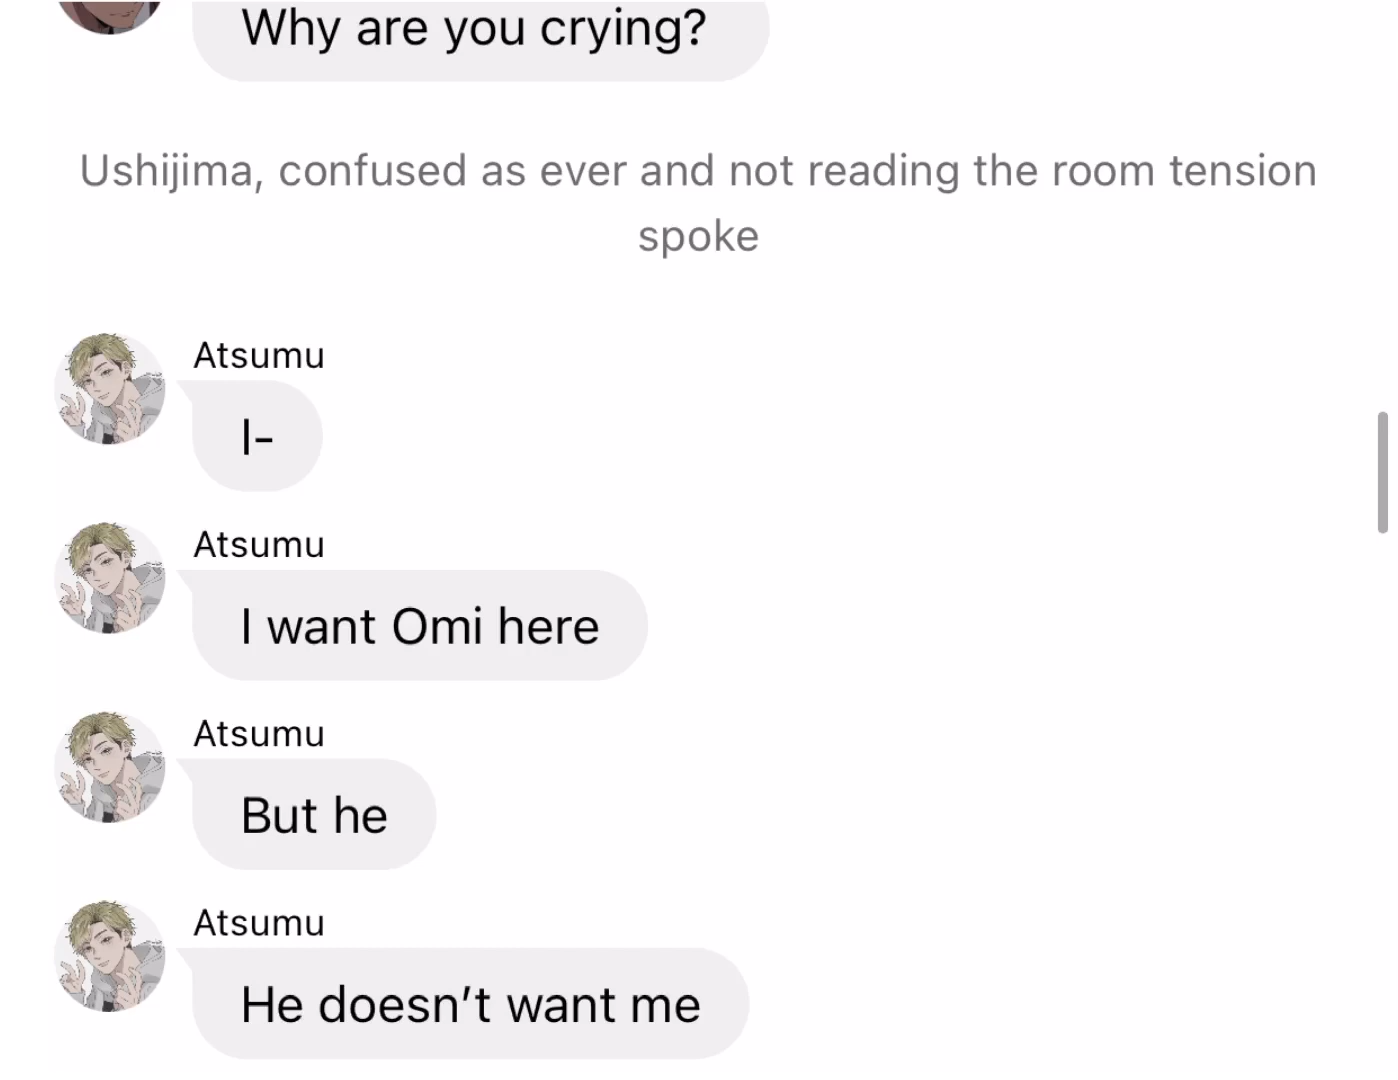 Why are you crying?
Ushijima, confused as ever and not reading the room tension
spoke
Atsumu
I-
Atsumu
I want Omi here
Atsumu
But he
Atsumu
He doesn’t want me